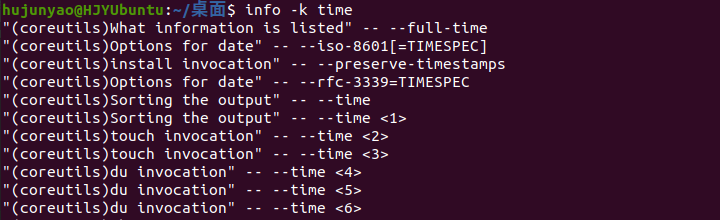 hujunyao@HJYUbuntu:~/桌面$ info -k time
"(coreutils)What information is listed" -- --full-time
"(coreutils)Options for date" -- --iso-8601[=TIMESPEC]
"(coreutils)install invocation" -- --preserve-timestamps
"(coreutils)Options for date" -- --rfc-3339=TIMESPEC
"(coreutils)Sorting the output" -- --time
"(coreutils)Sorting the output" -- --time <1>
"(coreutils)touch invocation" -- --time <2>
"(coreutils)touch invocation" -- --time <3>
"(coreutils)du invocation" -- --time <4>
"(coreutils)du invocation" -- --time <5>
"(coreutils)du invocation" -- --time <6>